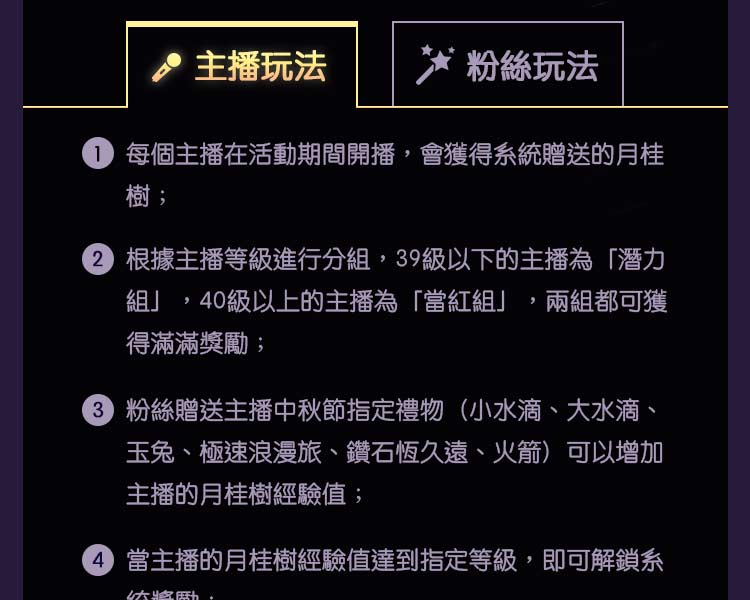 主播玩法
粉絲玩法
1 每個主播在活動期間開播，會獲得系統贈送的月桂
樹；
2 根據主播等級進行分組，39級以下的主播為「潛力
組」，40級以上的主播為「當紅組」，兩組都可獲
得滿滿獎勵；
3 粉絲贈送主播中秋節指定禮物（小水滴、大水滴、
玉兔、極速浪漫旅、鑽石恆久遠、火箭）可以增加
主播的月桂樹經驗值；
4 當主播的月桂樹經驗值達到指定等級，即可解鎖系
統獎勵；